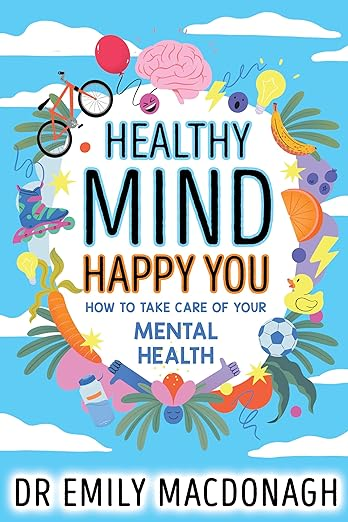 HEALTHY
MIND
HAPPY YOU
HOW TO TAKE CARE OF YOUR
MENTAL
HEALTH
DR EMILY MACDONAGH